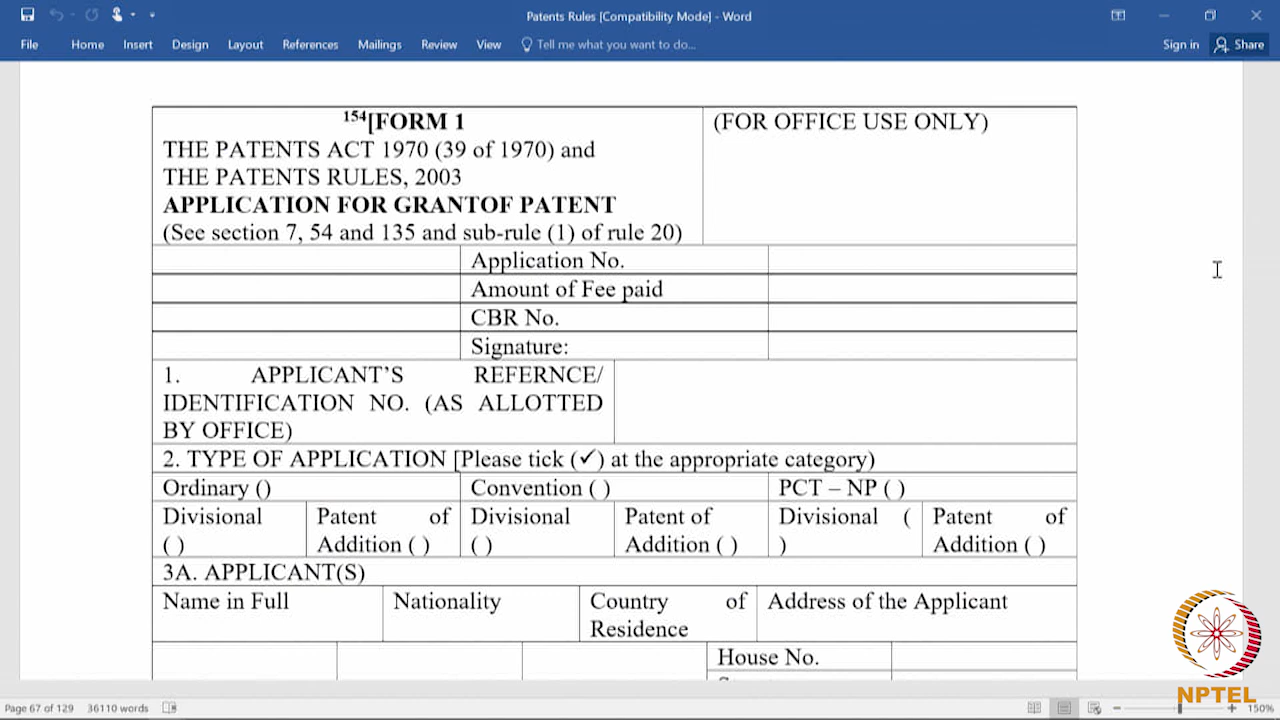 Patents Rules [Compatibility Mode] - Word
File Home Insert Design Layout References Mailings Review View Tell me what you want to do... Sign in Share
154[FORM 1
THE PATENTS ACT 1970 (39 of 1970) and
THE PATENTS RULES, 2003
APPLICATION FOR GRANTOF PATENT
(See section 7, 54 and 135 and sub-rule (1) of rule 20)
(FOR OFFICE USE ONLY)
Application No.
Amount of Fee paid
CBR No.
Signature:
1. APPLICANT’S REFERNCE/
IDENTIFICATION NO. (AS ALLOTTED
BY OFFICE)
2. TYPE OF APPLICATION [Please tick (✓) at the appropriate category)
Ordinary () Convention ( ) PCT – NP ( )
Divisional Patent of Divisional Patent of Divisional ( Patent of
( ) Addition ( ) ( ) Addition ( ) ) Addition ( )
3A. APPLICANT(S)
Name in Full Nationality Country of Address of the Applicant
Residence
House No.
NPTEL
Page 67 of 129 36110 words 150%